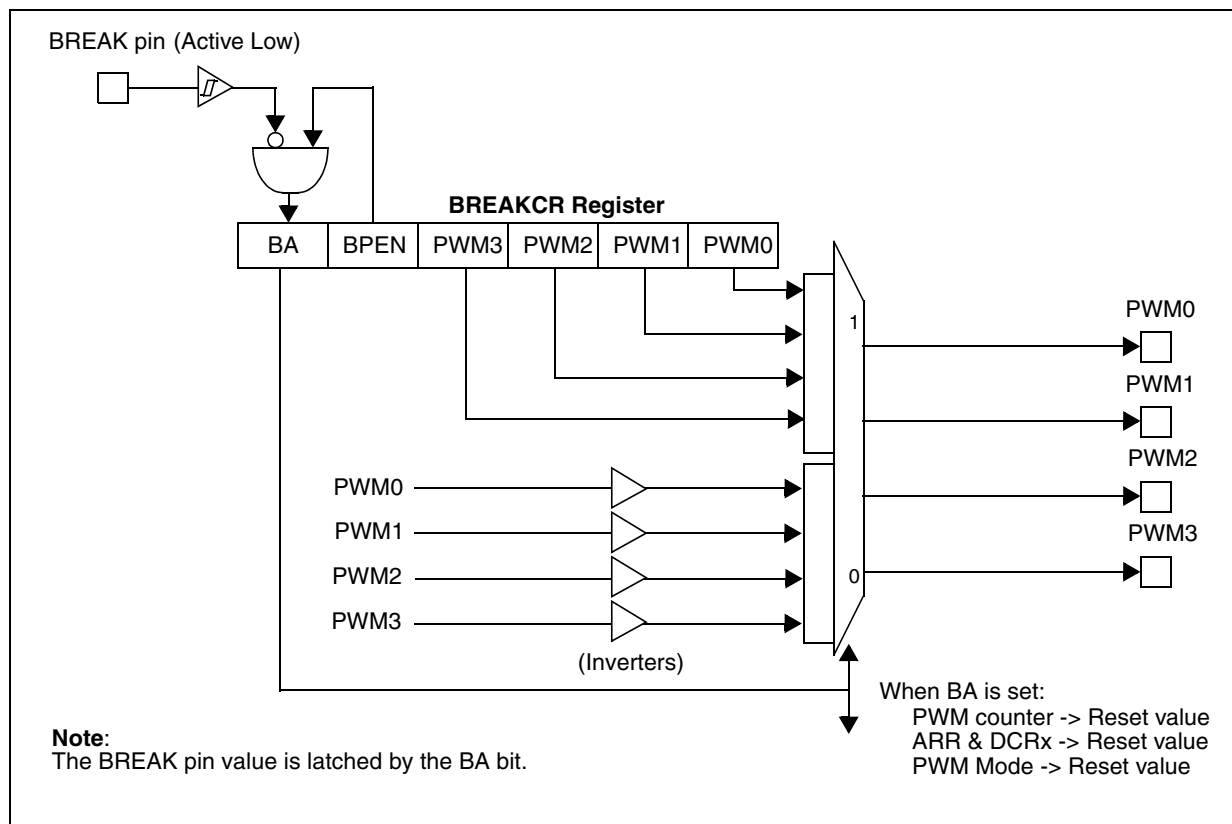 BREAK pin (Active Low)
BREAKCR Register
BA BPEN PWM3 PWM2 PWM1 PWM0
1
PWM0
PWM1
PWM2
PWM3
PWM0
PWM1
PWM2
PWM3
0
(Inverters)
When BA is set:
PWM counter -> Reset value
ARR & DCRx -> Reset value
PWM Mode -> Reset value
Note:
The BREAK pin value is latched by the BA bit.